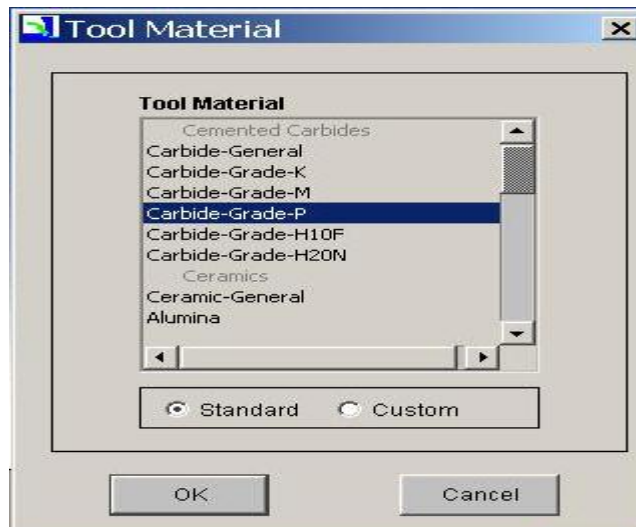 Tool Material
Tool Material
Cemented Carbides
Carbide-General
Carbide-Grade-K
Carbide-Grade-M
Carbide-Grade-P
Carbide-Grade-H10F
Carbide-Grade-H20N
Ceramics
Ceramic-General
Alumina
Standard Custom
OK Cancel